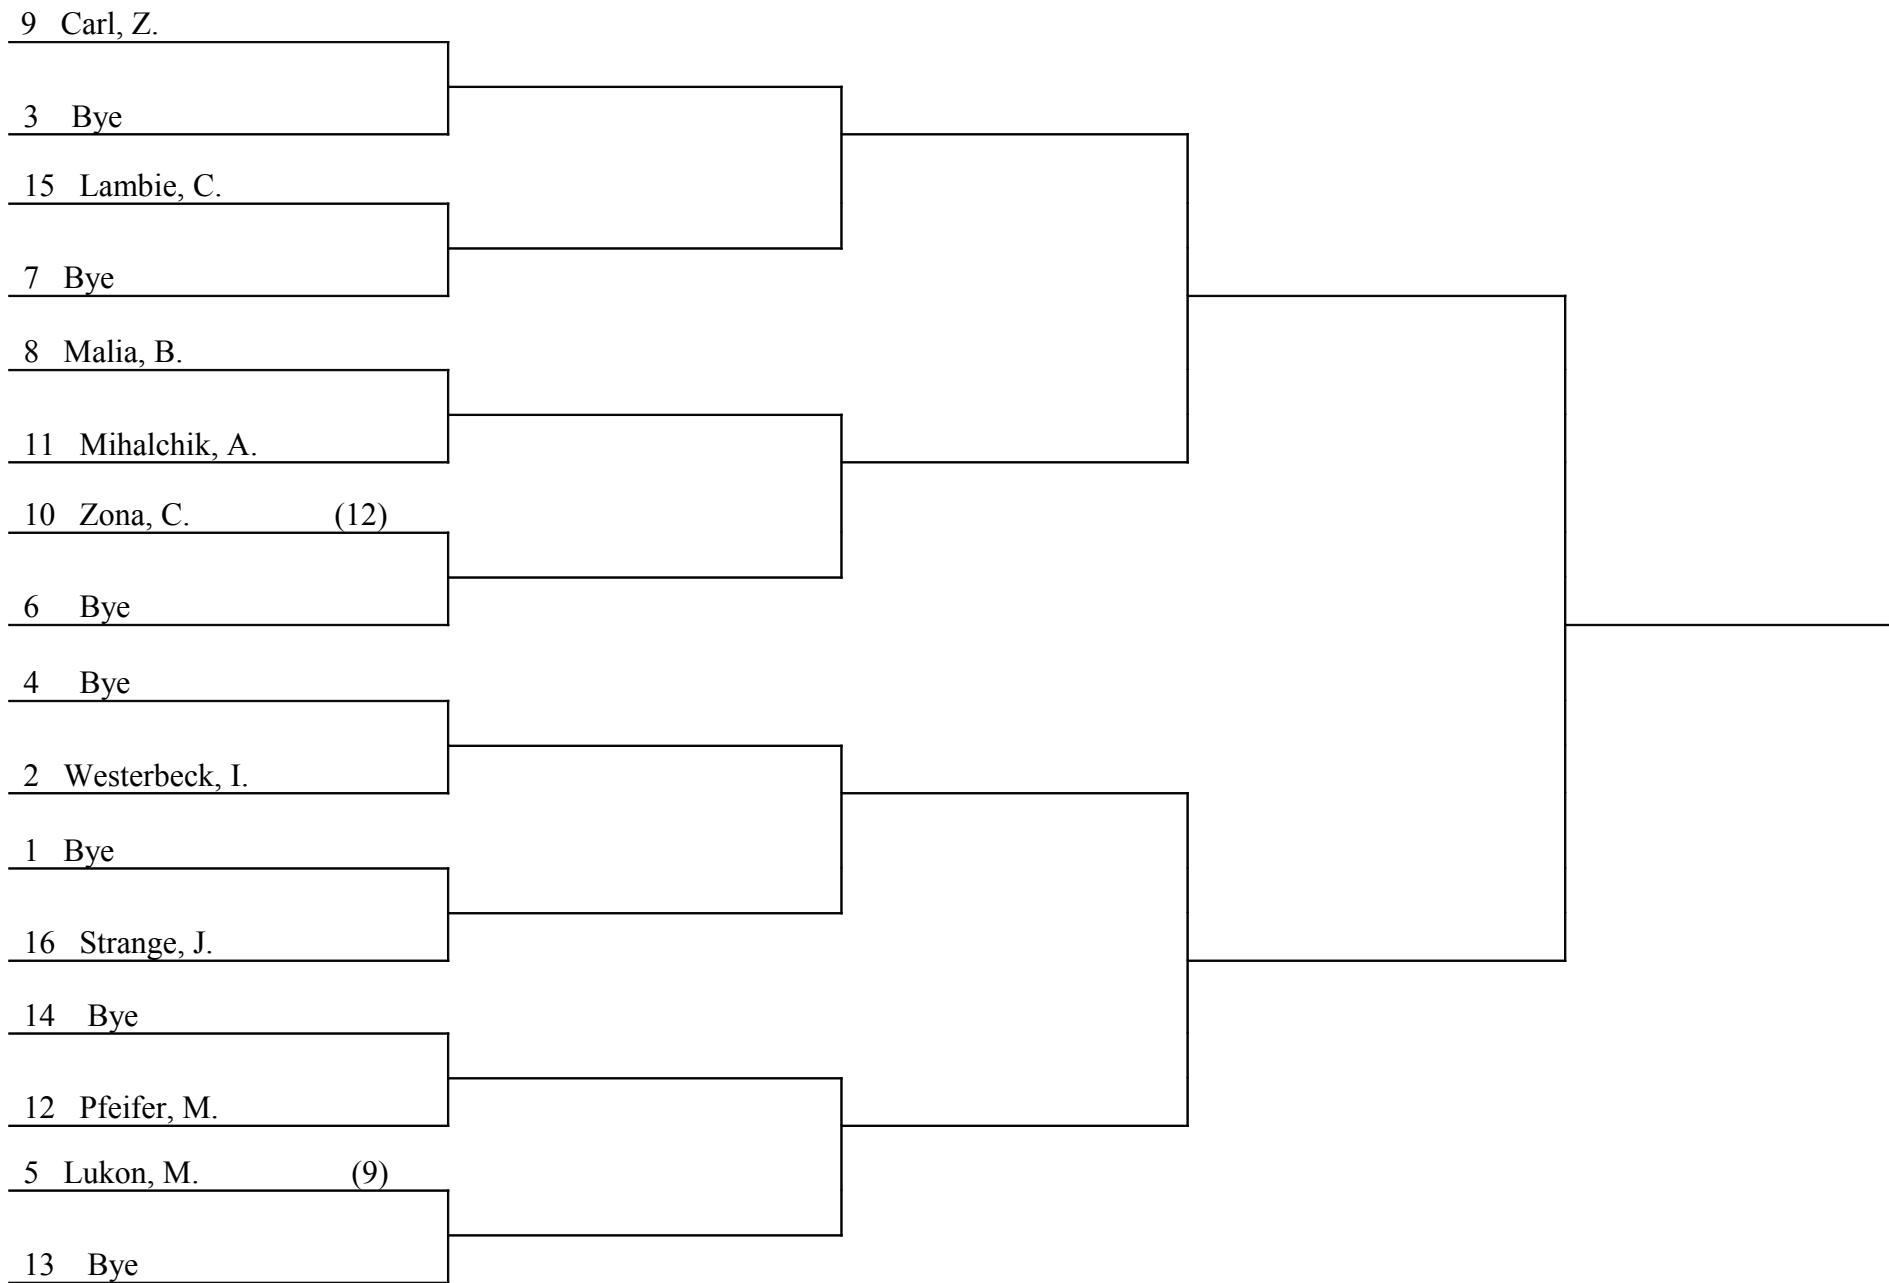 9 Carl, Z.
3 Bye
15 Lambie, C.
7 Bye
8 Malia, B.
11 Mihalchik, A.
10 Zona, C. (12)
6 Bye
4 Bye
2 Westerbeck, I.
1 Bye
16 Strange, J.
14 Bye
12 Pfeifer, M.
5 Lukon, M. (9)
13 Bye